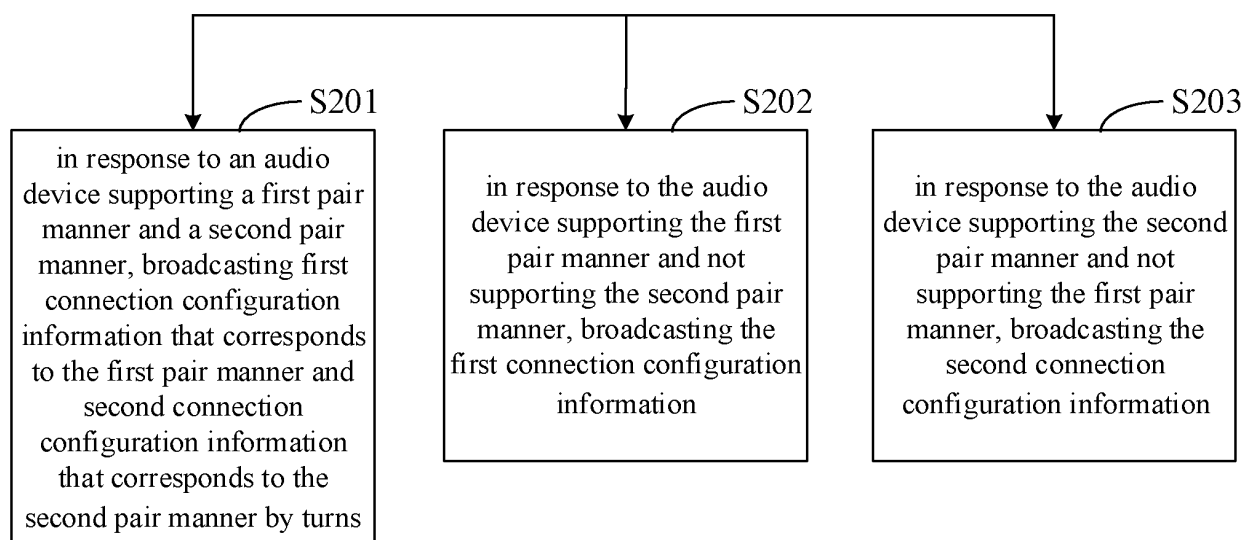 S201
in response to an audio
device supporting a first pair
manner and a second pair
manner, broadcasting first
connection configuration
information that corresponds
to the first pair manner and
second connection
configuration information
that corresponds to the
second pair manner by turns
S202
in response to the audio
device supporting the first
pair manner and not
supporting the second pair
manner, broadcasting the
first connection configuration
information
S203
in response to the audio
device supporting the second
pair manner and not
supporting the first pair
manner, broadcasting the
second connection
configuration information